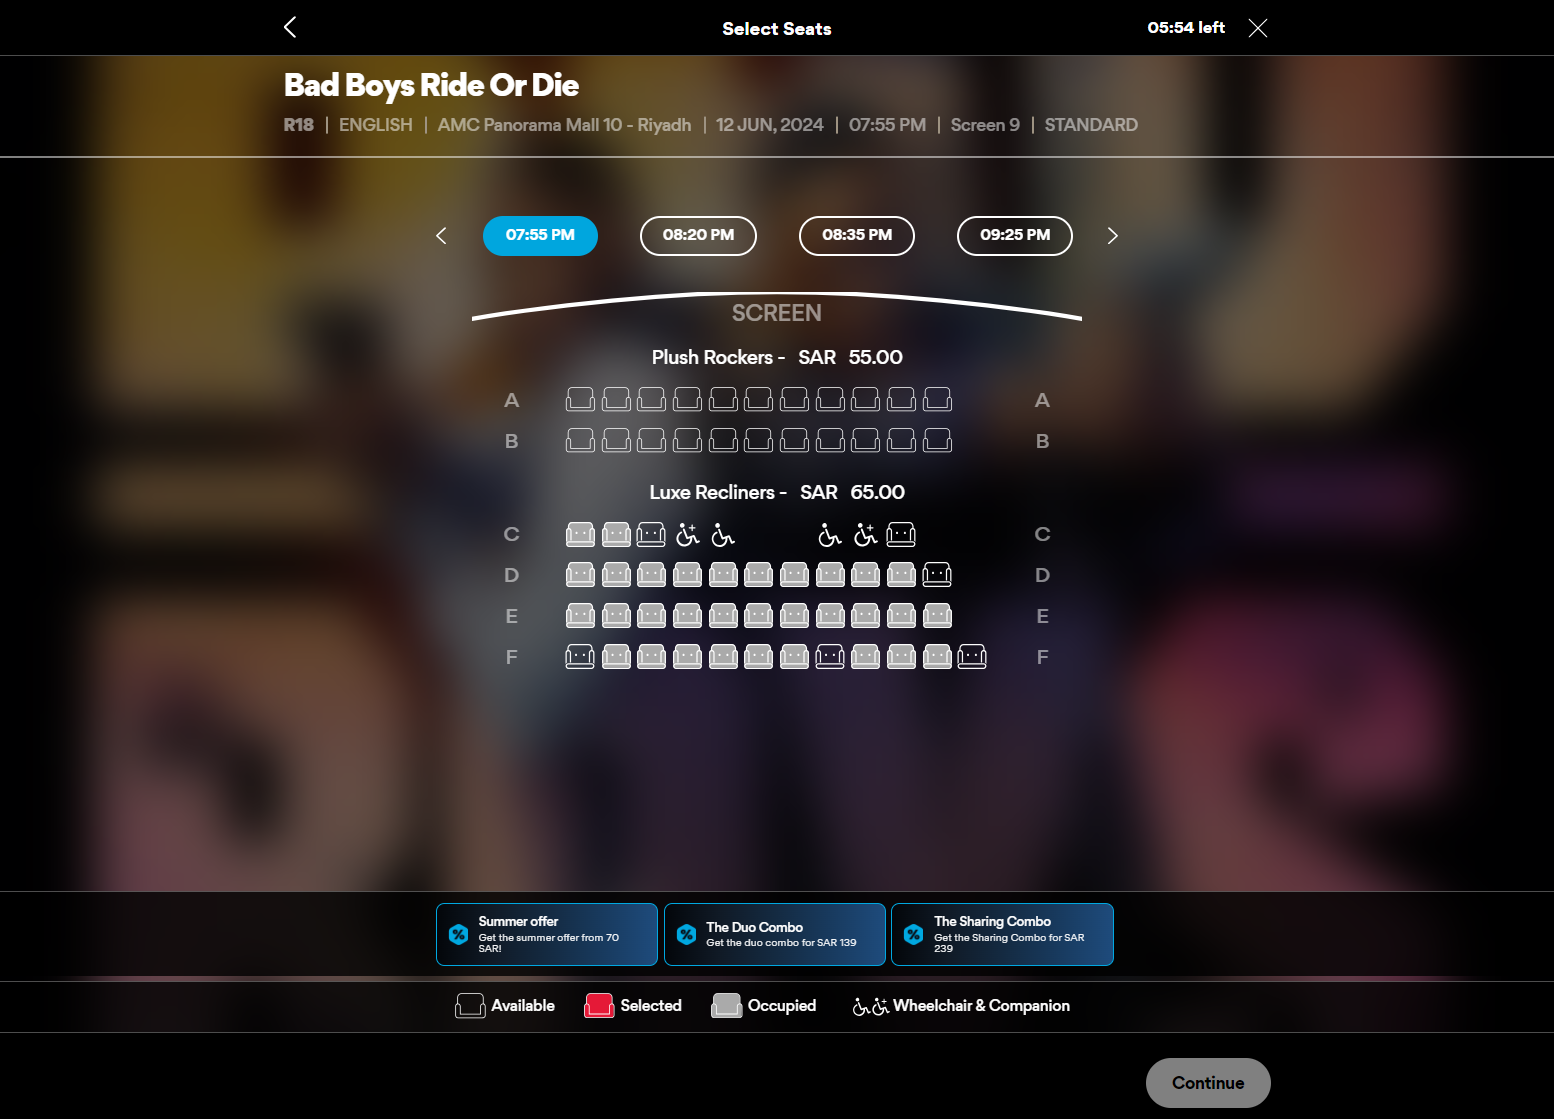 Select Seats
05:54 left
Bad Boys Ride Or Die
R18 | ENGLISH | AMC Panorama Mall 10 - Riyadh | 12 JUN, 2024 | 07:55 PM | Screen 9 | STANDARD
07:55 PM 08:20 PM 08:35 PM 09:25 PM
SCREEN
Plush Rockers - SAR 55.00
A A
B B
Luxe Recliners - SAR 65.00
C C
D D
E E
F F
Summer offer
Get the summer offer from 70
SAR!
The Duo Combo
Get the duo combo for SAR 139
The Sharing Combo
Get the Sharing Combo for SAR
239
Available Selected Occupied Wheelchair & Companion
Continue